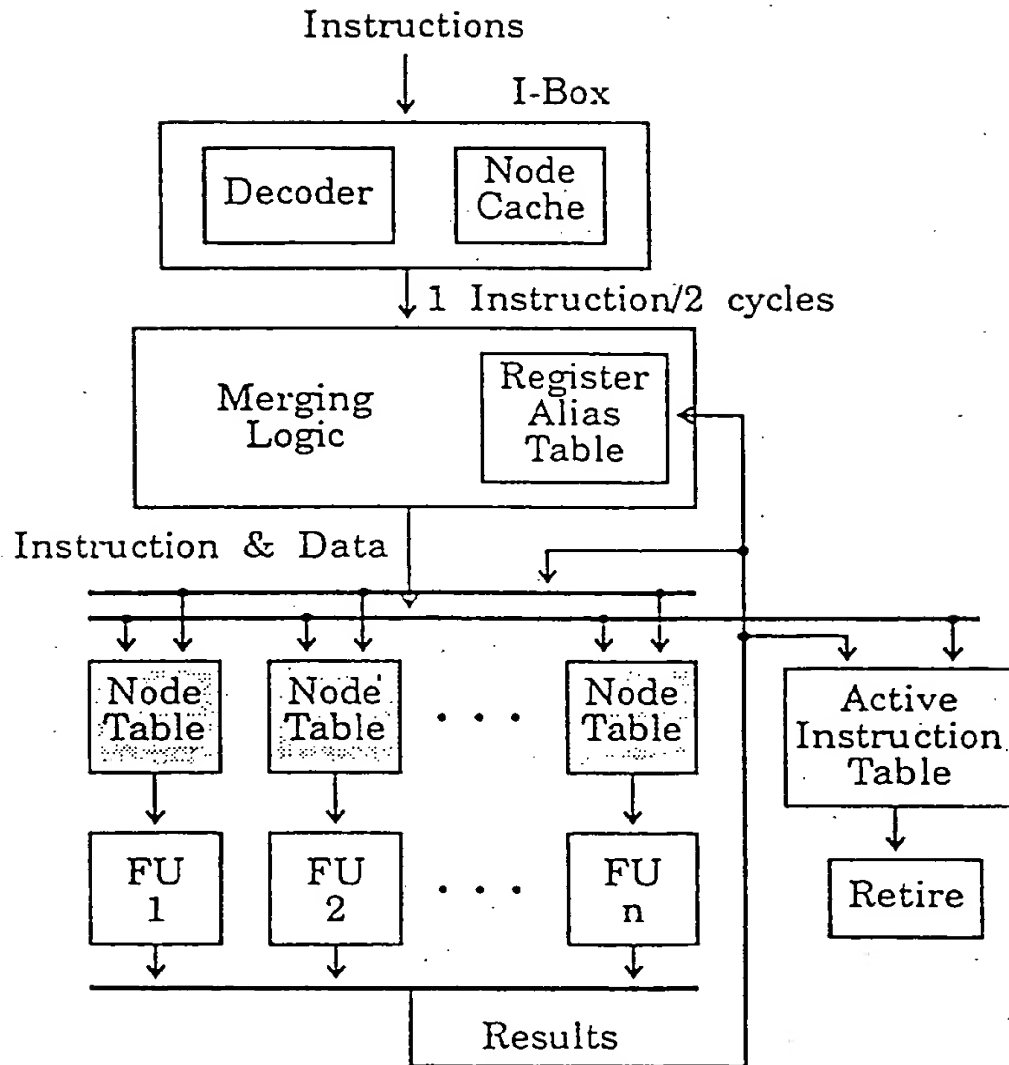 Instructions
I-Box
Decoder
Node
Cache
1 Instruction/2 cycles
Merging
Logic
Register
Alias
Table
Instruction & Data
Node
Table
Node
Table
. . .
Node
Table
Active
Instruction
Table
FU
1
FU
2
. . .
FU
n
Retire
Results